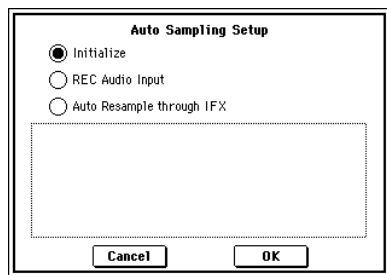 Auto Sampling Setup
Initialize
REC Audio Input
Auto Resample through IFX
Cancel OK